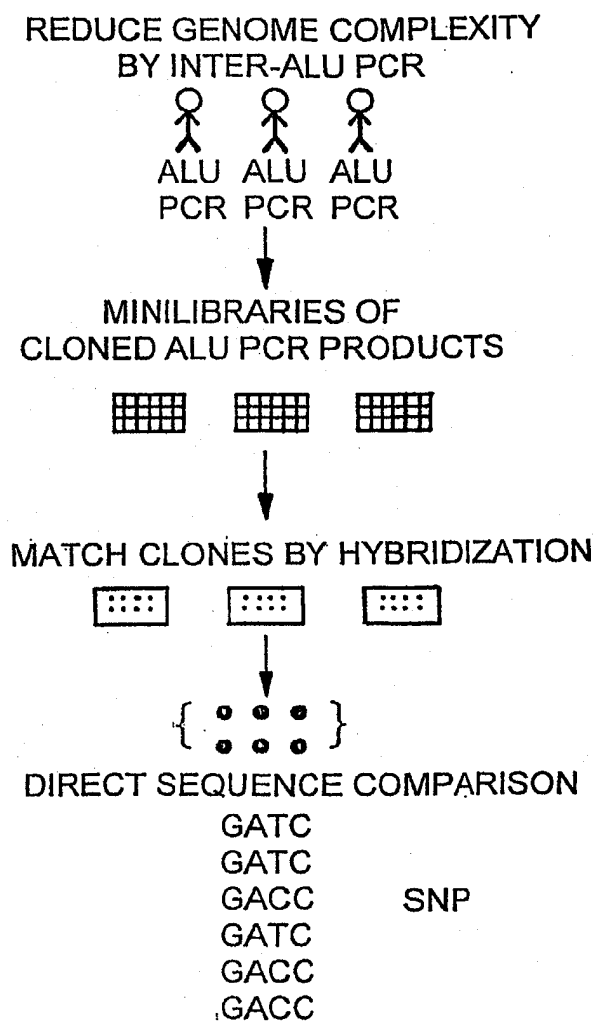 REDUCE GENOME COMPLEXITY
BY INTER-ALU PCR
ALU ALU ALU
PCR PCR PCR
MINILIBRARIES OF
CLONED ALU PCR PRODUCTS
MATCH CLONES BY HYBRIDIZATION
DIRECT SEQUENCE COMPARISON
GATC
GATC
GACC SNP
GATC
GACC
GACC